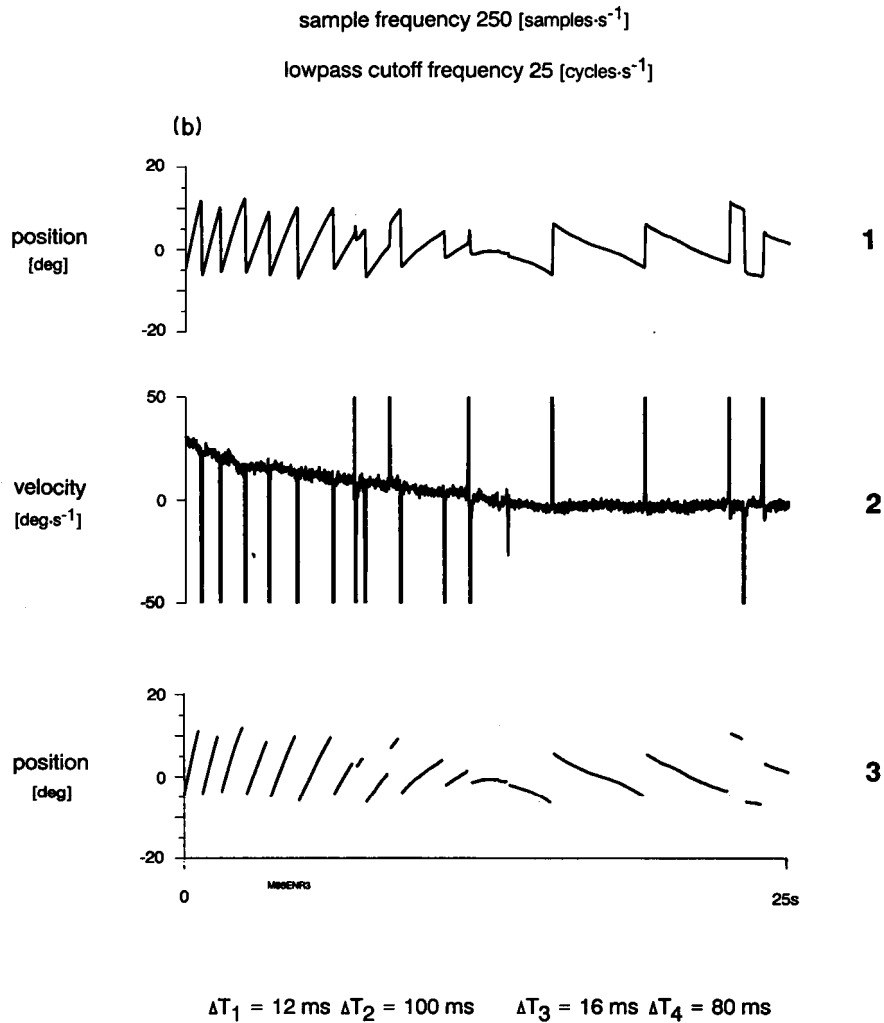 sample frequency 250 [samples·s⁻¹]
lowpass cutoff frequency 25 [cycles·s⁻¹]
(b)
20
position
[deg]
0
-20
1
50
velocity
[deg·s⁻¹]
0
-50
2
20
position
[deg]
0
-20
3
0
M86ENR3
25s
ΔT₁ = 12 ms ΔT₂ = 100 ms ΔT₃ = 16 ms ΔT₄ = 80 ms